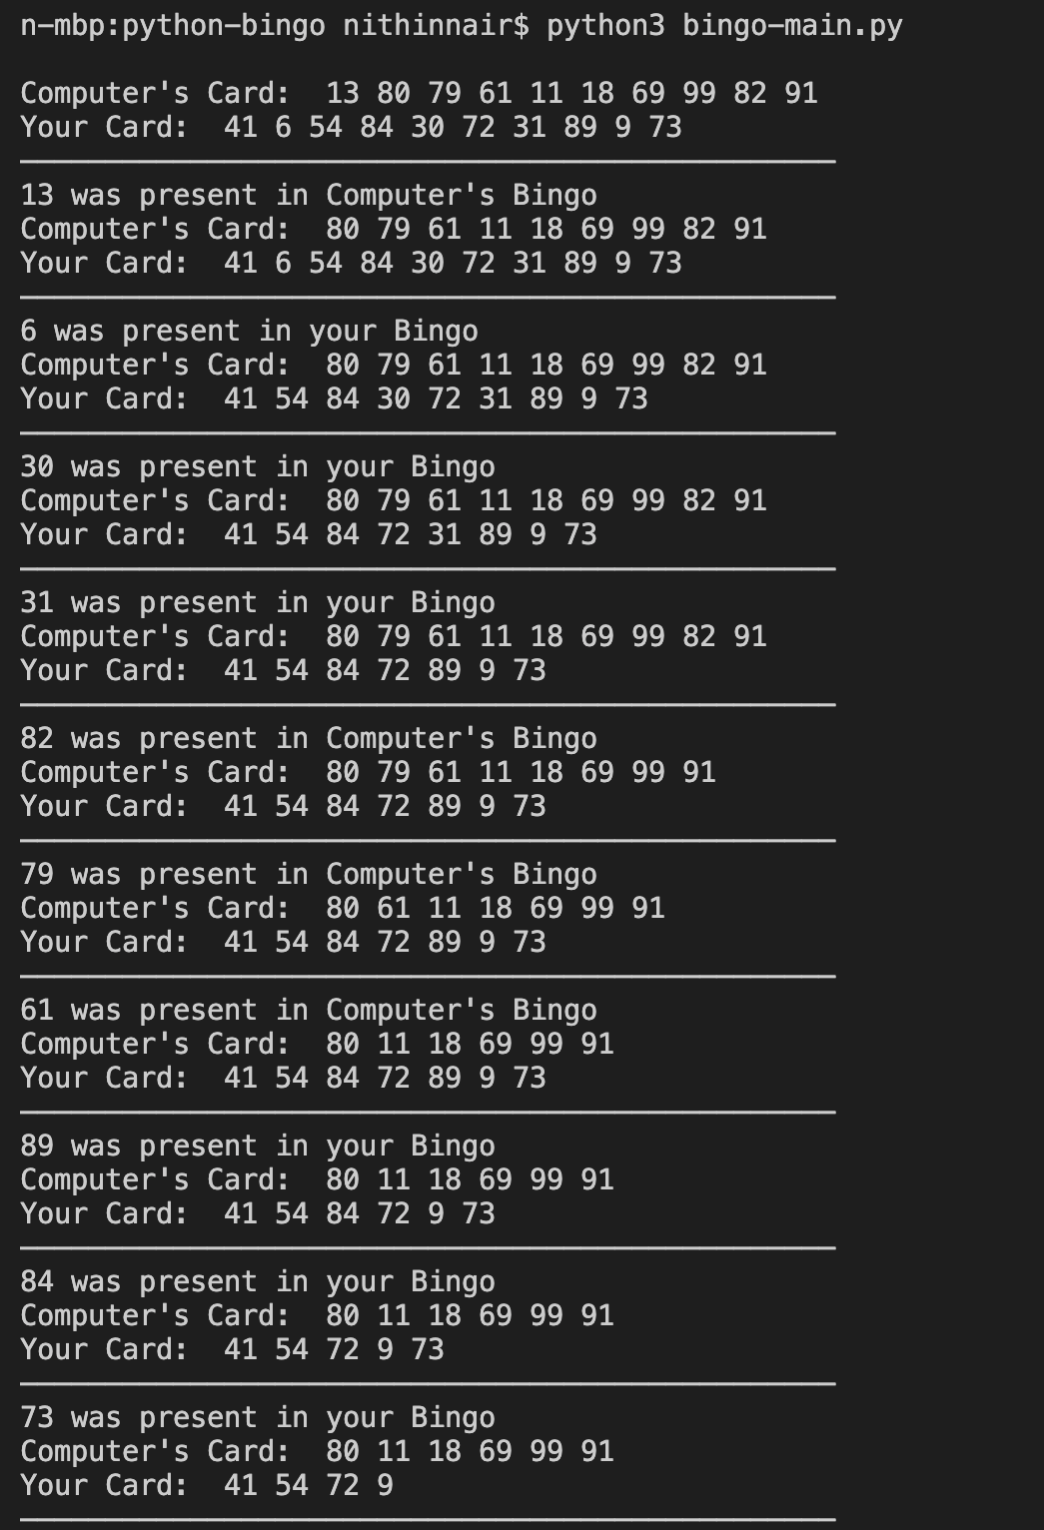 n-mbp:python-bingo nithinnair$ python3 bingo-main.py
Computer's Card:  13 80 79 61 11 18 69 99 82 91
Your Card:  41 6 54 84 30 72 31 89 9 73
13 was present in Computer's Bingo
Computer's Card:  80 79 61 11 18 69 99 82 91
Your Card:  41 6 54 84 30 72 31 89 9 73
6 was present in your Bingo
Computer's Card:  80 79 61 11 18 69 99 82 91
Your Card:  41 54 84 30 72 31 89 9 73
30 was present in your Bingo
Computer's Card:  80 79 61 11 18 69 99 82 91
Your Card:  41 54 84 72 31 89 9 73
31 was present in your Bingo
Computer's Card:  80 79 61 11 18 69 99 82 91
Your Card:  41 54 84 72 89 9 73
82 was present in Computer's Bingo
Computer's Card:  80 79 61 11 18 69 99 91
Your Card:  41 54 84 72 89 9 73
79 was present in Computer's Bingo
Computer's Card:  80 61 11 18 69 99 91
Your Card:  41 54 84 72 89 9 73
61 was present in Computer's Bingo
Computer's Card:  80 11 18 69 99 91
Your Card:  41 54 84 72 89 9 73
89 was present in your Bingo
Computer's Card:  80 11 18 69 99 91
Your Card:  41 54 84 72 9 73
84 was present in your Bingo
Computer's Card:  80 11 18 69 99 91
Your Card:  41 54 72 9 73
73 was present in your Bingo
Computer's Card:  80 11 18 69 99 91
Your Card:  41 54 72 9